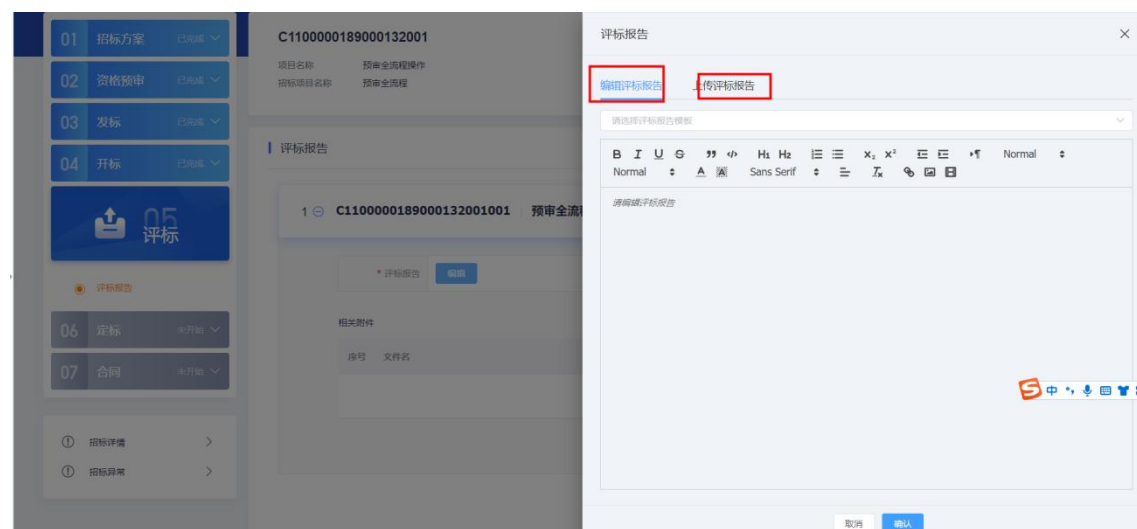 01 招标方案 已完成
02 资格预审 已完成
03 发标 已完成
04 开标 已完成
05
评标
评标报告
06 定标 未开始
07 合同 未开始
招标详情
招标异常
C1100000189000132001
项目名称 预审全流程操作
招标项目名称 预审全流程
评标报告
1 C1100000189000132001001 预审全流程
* 评标报告 编辑
相关附件
序号 文件名
评标报告
编辑评标报告 上传评标报告
请选择评标报告模板
B I U S H1 H2 X2 X² Normal
Normal A A Sans Serif Tx
请编辑评标报告
中
取消 确认